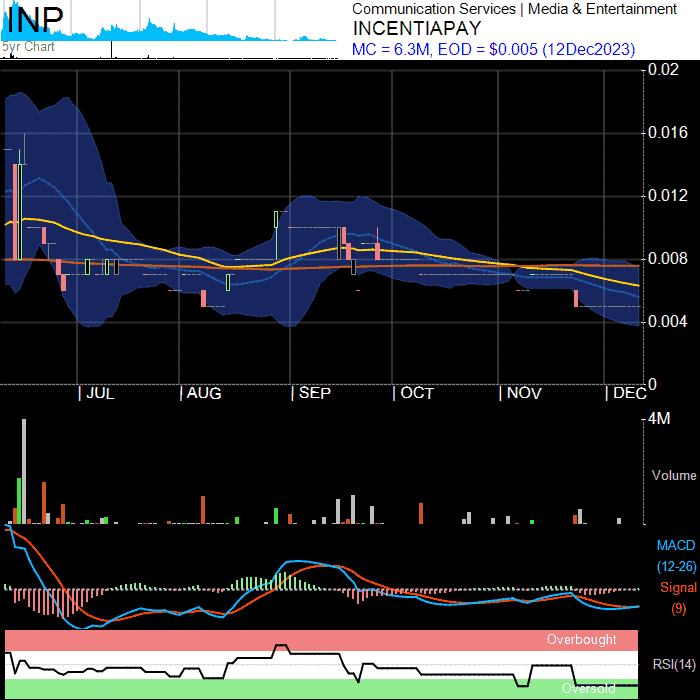 INP
5yr Chart
Communication Services | Media & Entertainment
INCENTIAPAY
MC = 6.3M, EOD = $0.005 (12Dec2023)
0.02
0.016
0.012
0.008
0.004
0
| JUL | AUG | SEP | OCT | NOV | DEC
4M
Volume
MACD
(12-26)
Signal
(9)
Overbought
RSI(14)
Oversold